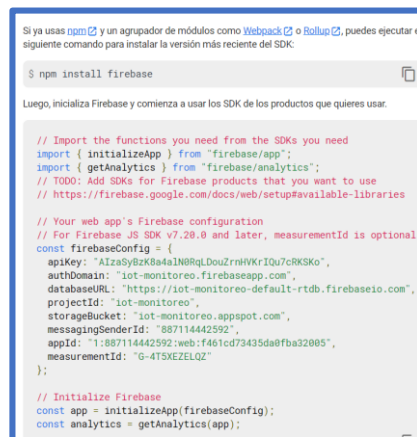 Si ya usas npm y un agrupador de módulos como Webpack o Rollup, puedes ejecutar e
siguiente comando para instalar la versión más reciente del SDK:
$ npm install firebase
Luego, inicializa Firebase y comienza a usar los SDK de los productos que quieres usar.
// Import the functions you need from the SDKs you need
import { initializeApp } from "firebase/app";
import { getAnalytics } from "firebase/analytics";
// TODO: Add SDKs for Firebase products that you want to use
// https://firebase.google.com/docs/web/setup#available-libraries
// Your web app's Firebase configuration
// For Firebase JS SDK v7.20.0 and later, measurementId is optional
const firebaseConfig = {
apiKey: "AIzaSyBzK8a4alN0RqLDouZrnHVKrIQu7cRKSKo",
authDomain: "iot-monitoreo.firebaseapp.com",
databaseURL: "https://iot-monitoreo-default-rtdb.firebaseio.com",
projectId: "iot-monitoreo",
storageBucket: "iot-monitoreo.appspot.com",
messagingSenderId: "887114442592",
appId: "1:887114442592:web:f461cd73435da0fba32005",
measurementId: "G-4T5XEZELQZ"
};
// Initialize Firebase
const app = initializeApp(firebaseConfig);
const analytics = getAnalytics(app);